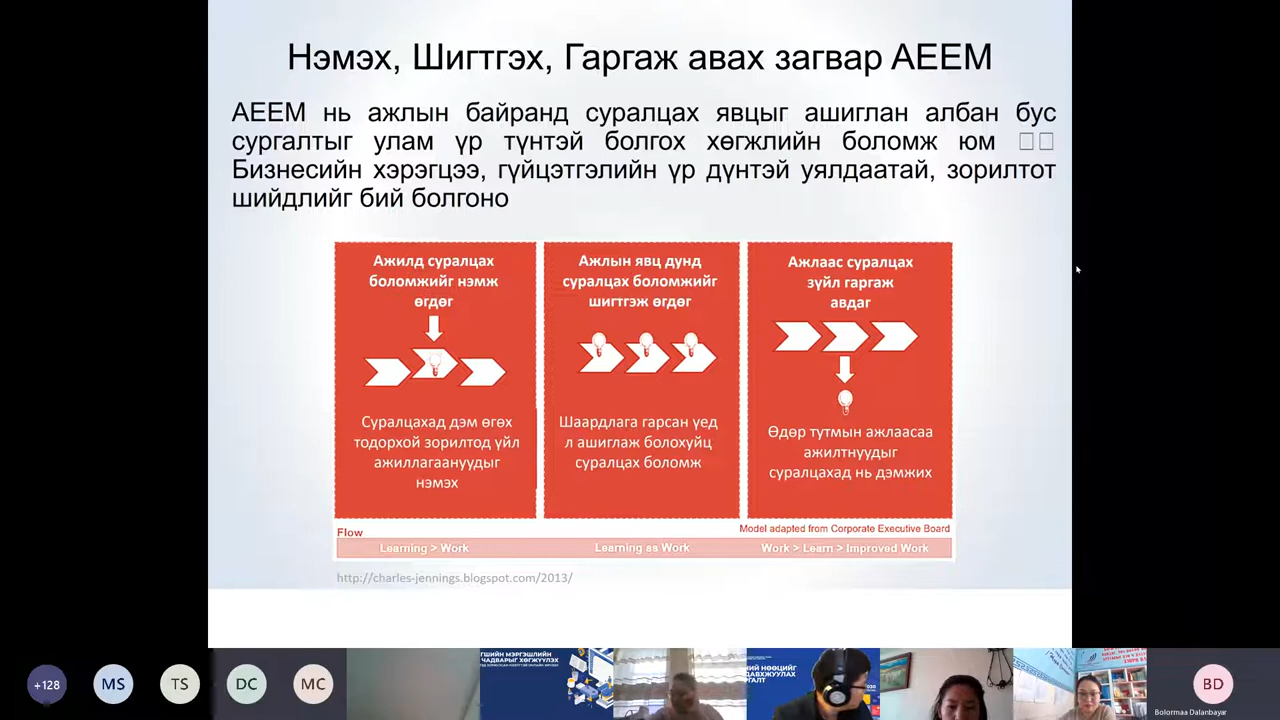 Нэмэх, Шигтгэх, Гаргаж авах загвар AEEM
AEEM нь ажлын байранд суралцах явцыг ашиглан албан бус
сургалтыг улам үр түнтэй болгох хөгжлийн боломж юм
Бизнесийн хэрэгцээ, гүйцэтгэлийн үр дүнтэй уялдаатай, зорилтот
шийдлийг бий болгоно
Ажилд суралцах
боломжийг нэмж
өгдөг
Суралцахад дэм өгөх
тодорхой зорилтод үйл
ажиллагаануудыг
нэмэх
Ажлын явц дунд
суралцах боломжийг
шигтгэж өгдөг
Шаардлага гарсан үед
л ашиглаж болохуйц
суралцах боломж
Ажлаас суралцах
зүйл гаргаж
авдаг
Өдөр тутмын ажлаасаа
ажилтнуудыг
суралцахад нь дэмжих
Flow
Model adapted from Corporate Executive Board
Learning > Work
Learning as Work
Work > Learn > Improved Work
http://charles-jennings.blogspot.com/2013/
+128
MS
TS
DC
MC
BD
Bolormaa Dalanbayar